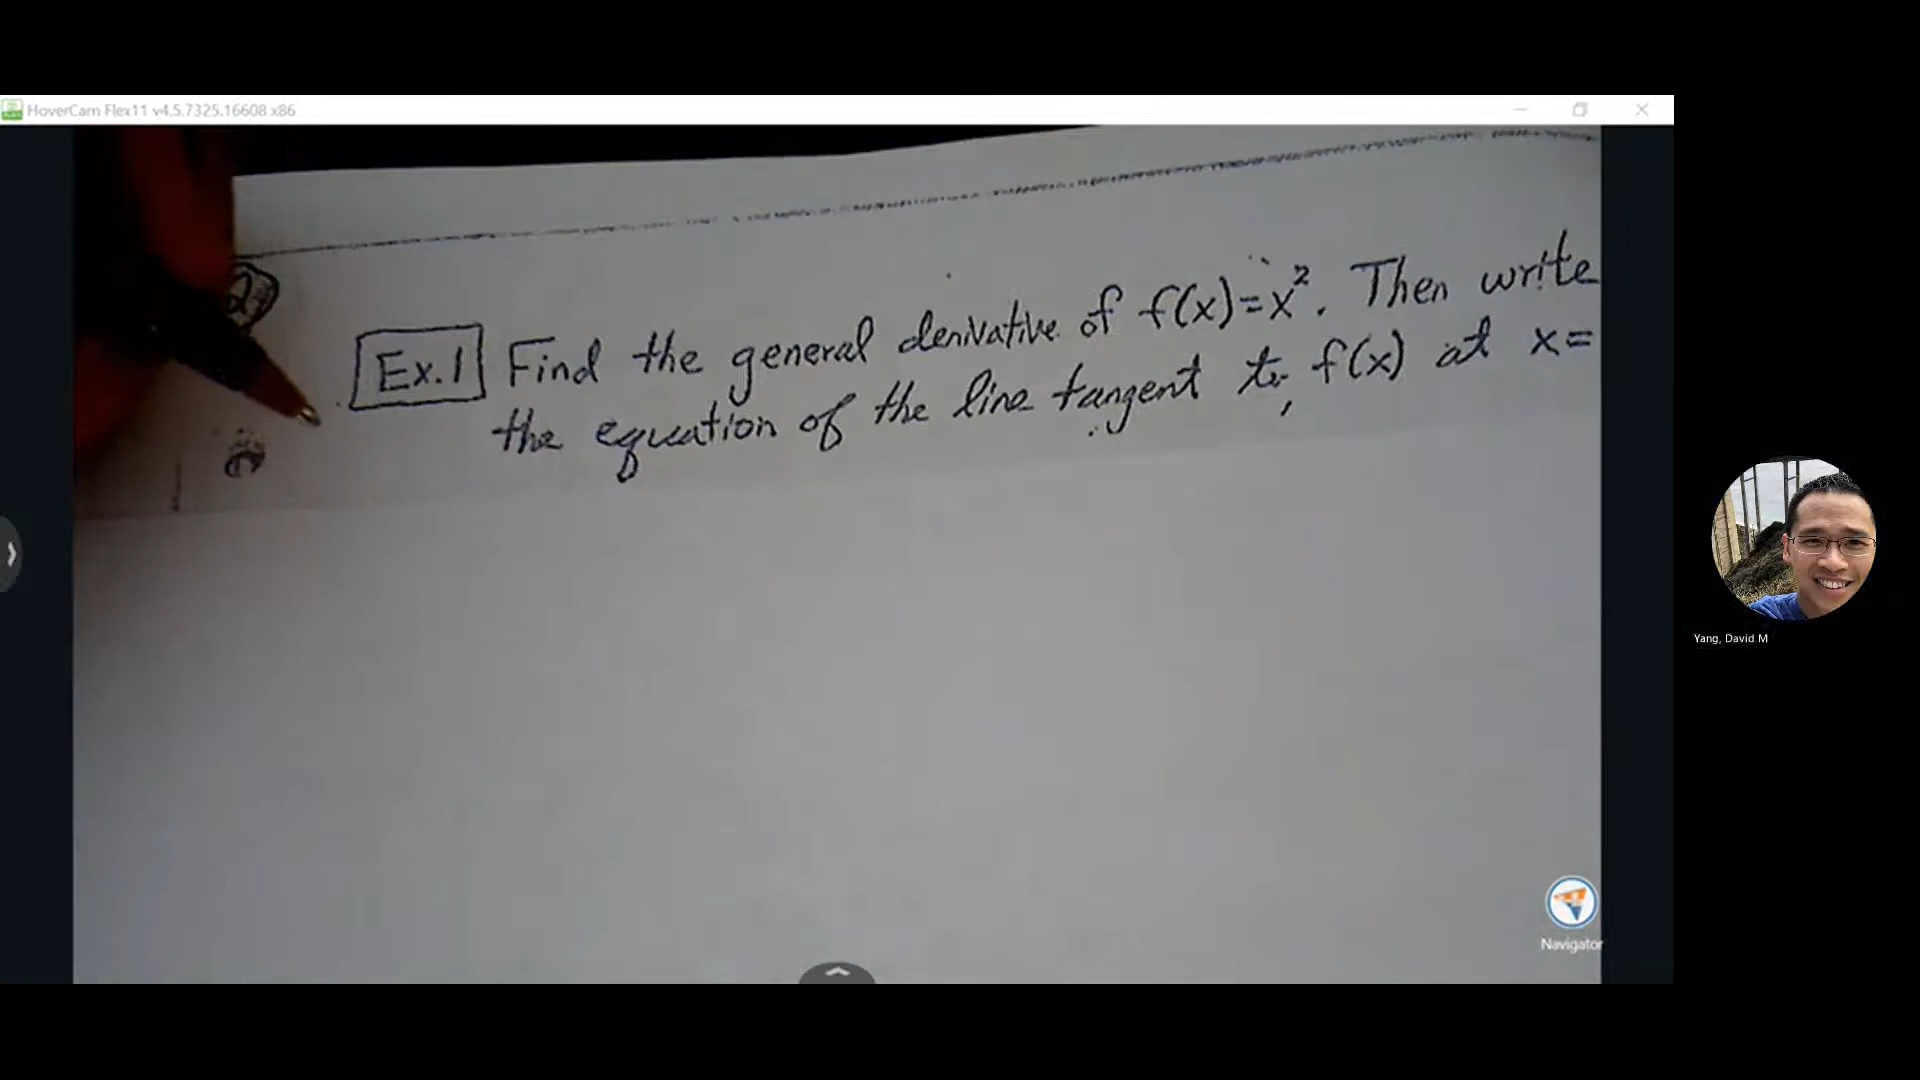 HoverCam Flex11 v4.5.7325.16608 x86
Ex.1 Find the general derivative of f(x)=x². Then write
the equation of the line tangent to f(x) at x=
Navigator
Yang, David M